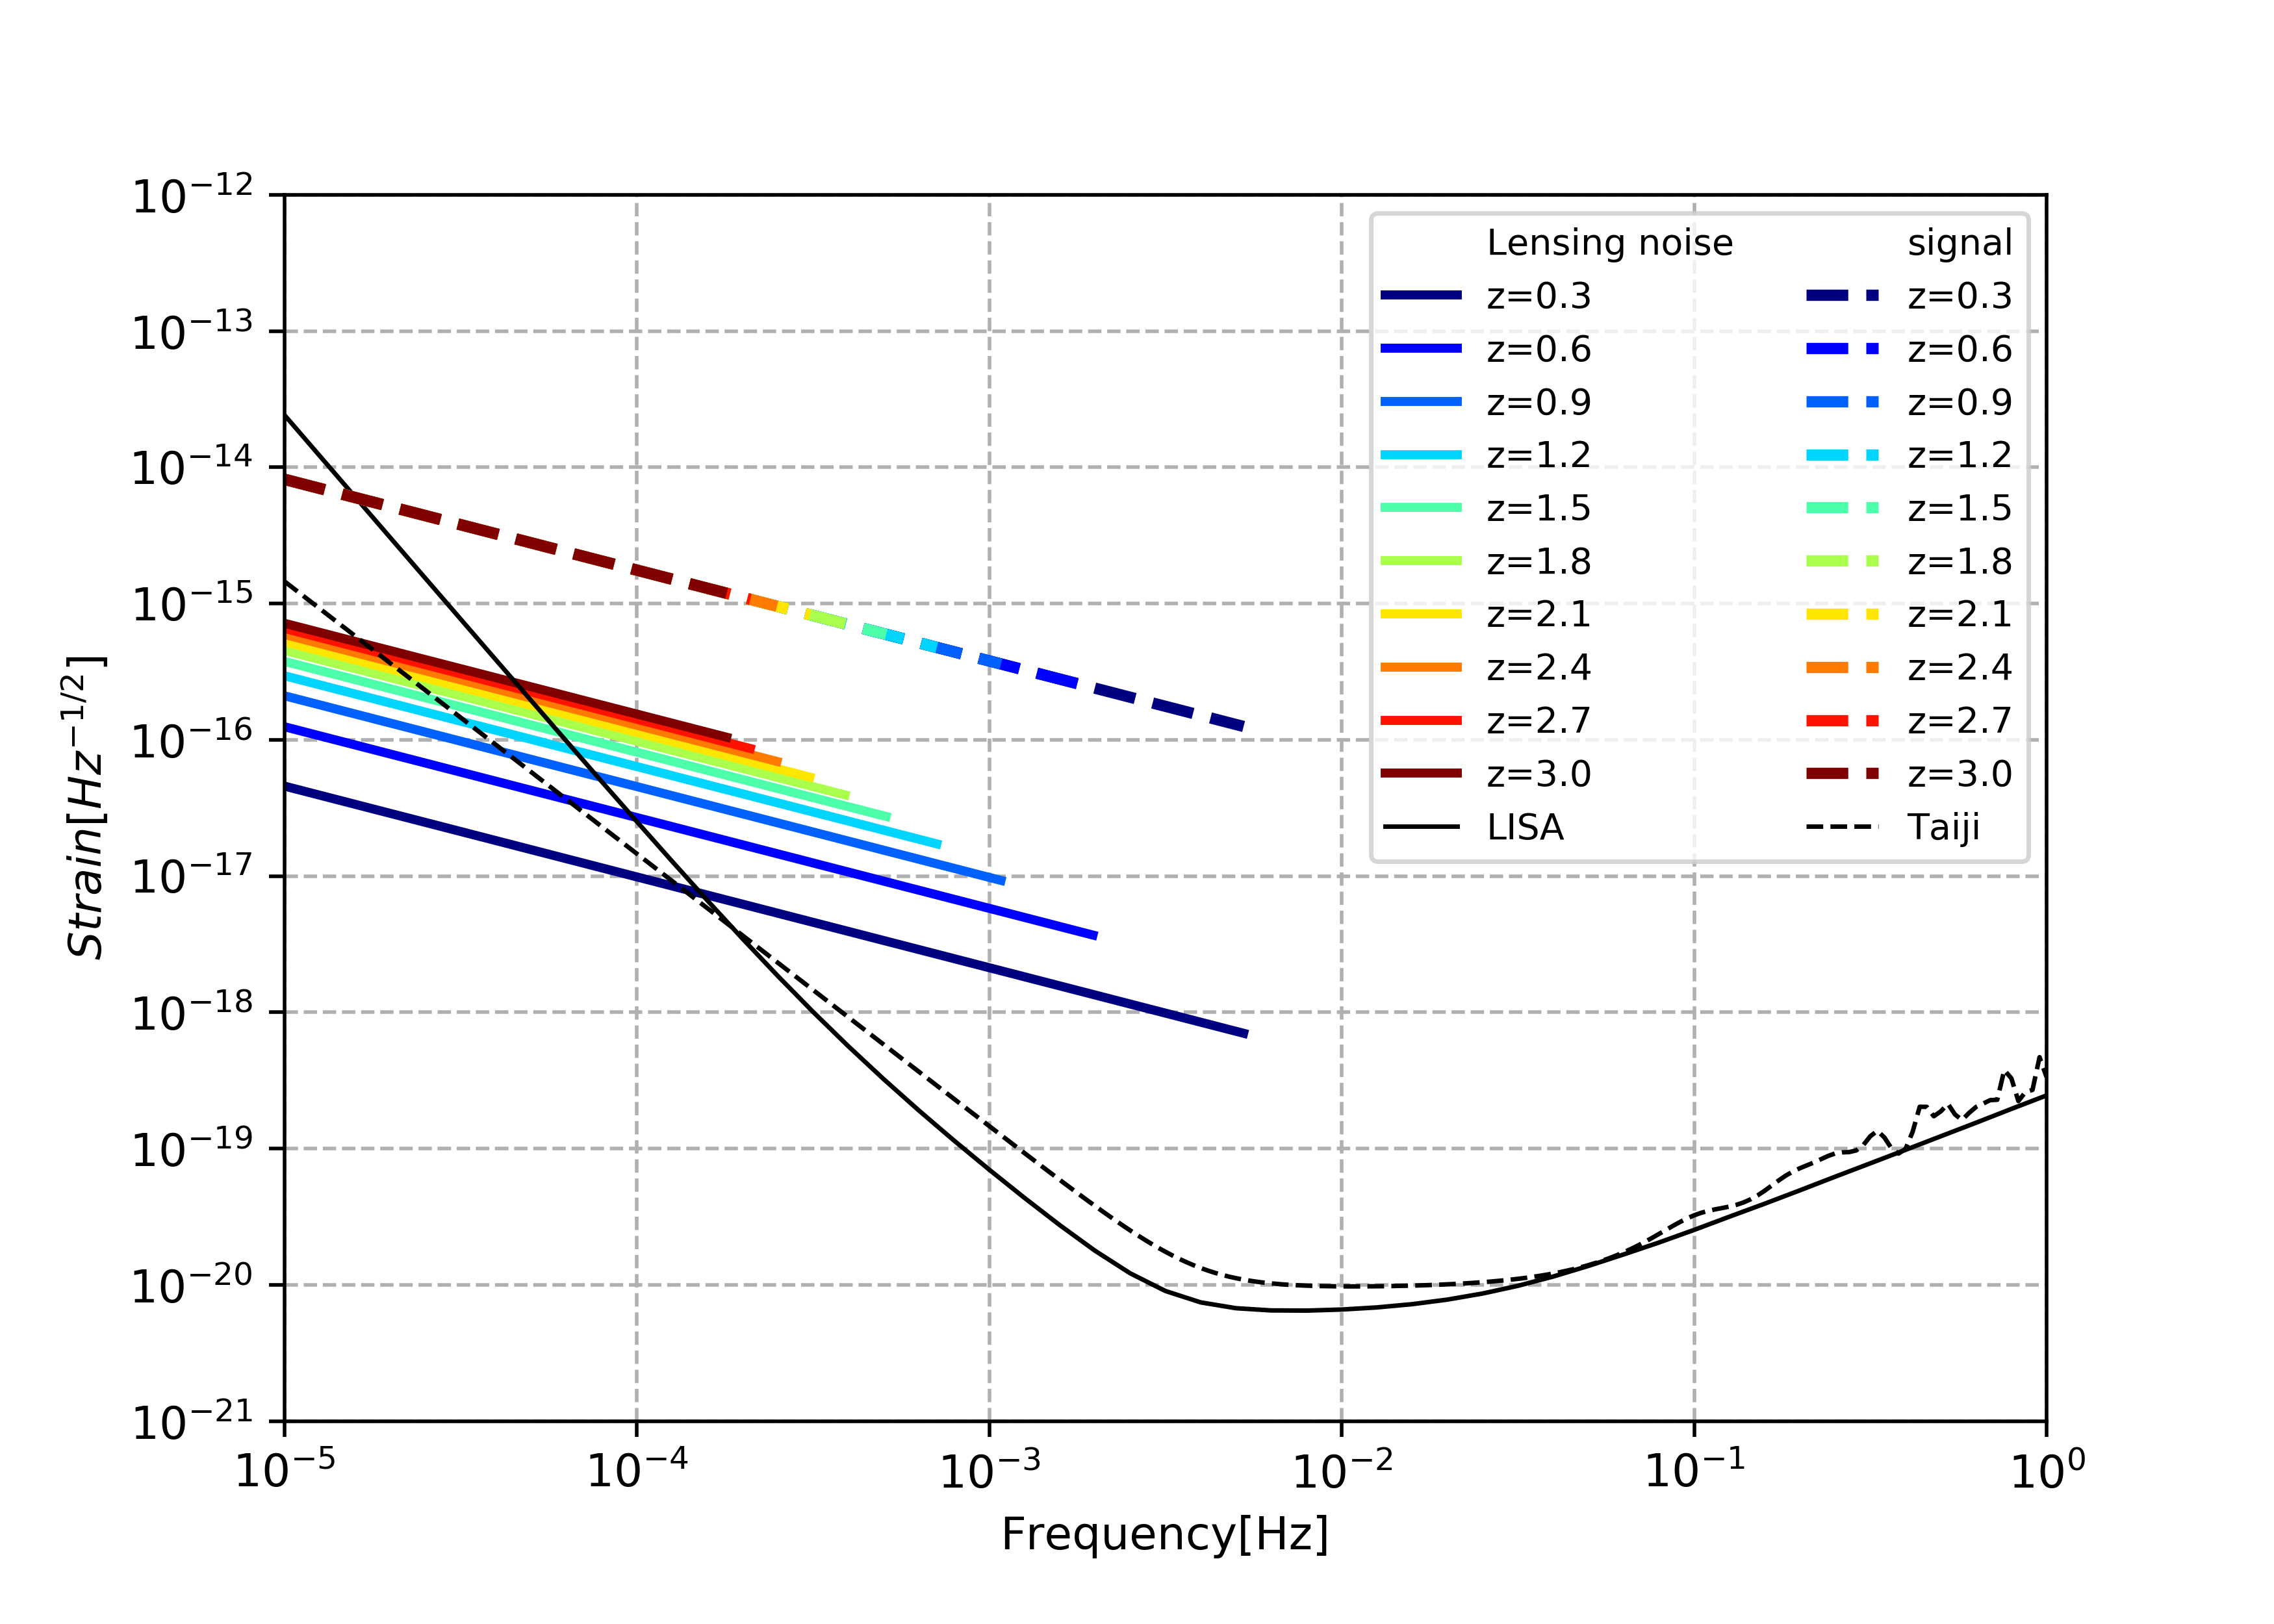 10⁻¹²
10⁻¹³
10⁻¹⁴
10⁻¹⁵
10⁻¹⁶
10⁻¹⁷
10⁻¹⁸
10⁻¹⁹
10⁻²⁰
10⁻²¹
Strain[Hz⁻¹/²]
10⁻⁵ 10⁻⁴ 10⁻³ 10⁻² 10⁻¹ 10⁰
Frequency[Hz]
Lensing noise signal
z=0.3 z=0.3
z=0.6 z=0.6
z=0.9 z=0.9
z=1.2 z=1.2
z=1.5 z=1.5
z=1.8 z=1.8
z=2.1 z=2.1
z=2.4 z=2.4
z=2.7 z=2.7
z=3.0 z=3.0
LISA Taiji